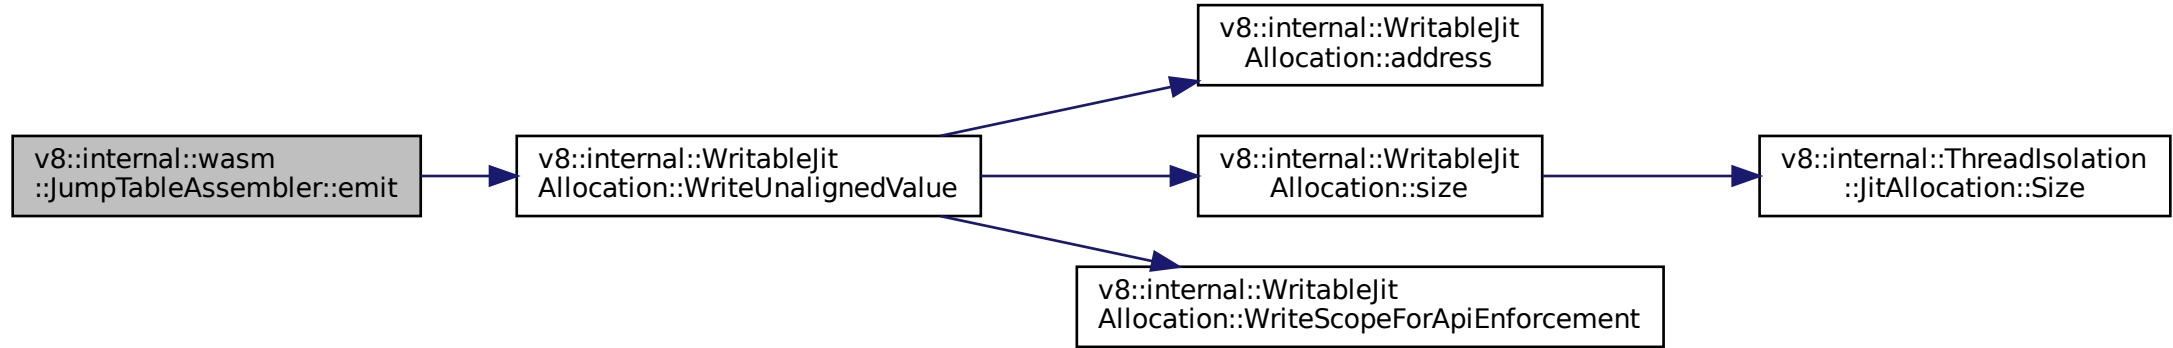 v8::internal::wasm
::JumpTableAssembler::emit
v8::internal::WritableJit
Allocation::WriteUnalignedValue
v8::internal::WritableJit
Allocation::address
v8::internal::WritableJit
Allocation::size
v8::internal::ThreadIsolation
::JitAllocation::Size
v8::internal::WritableJit
Allocation::WriteScopeForApiEnforcement